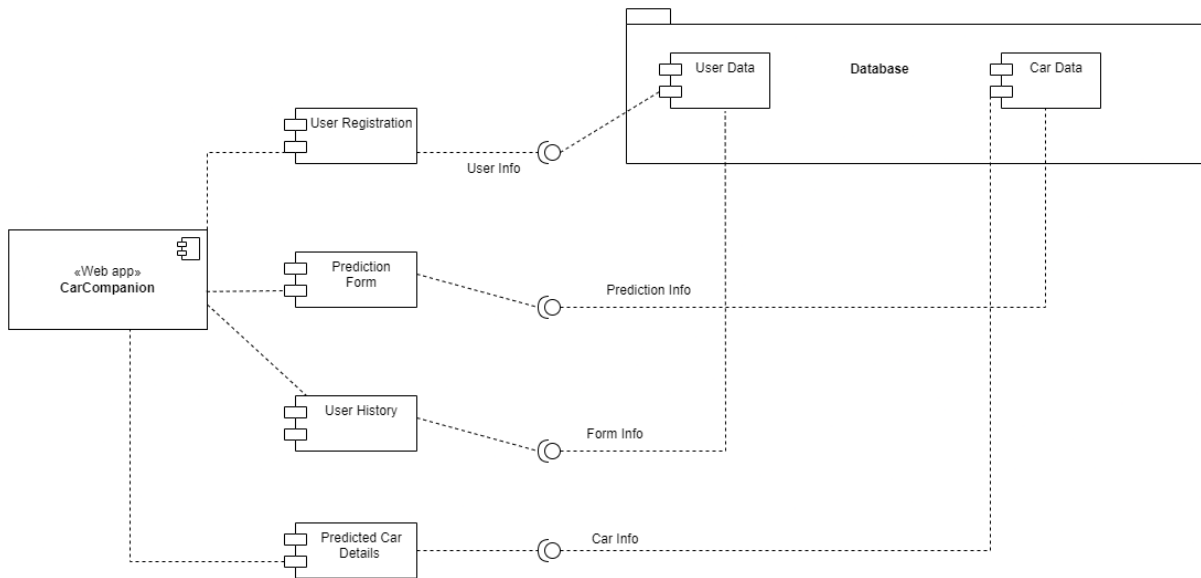 User Data
Database
Car Data
User Registration
User Info
«Web app»
CarCompanion
Prediction
Form
Prediction Info
User History
Form Info
Predicted Car
Details
Car Info